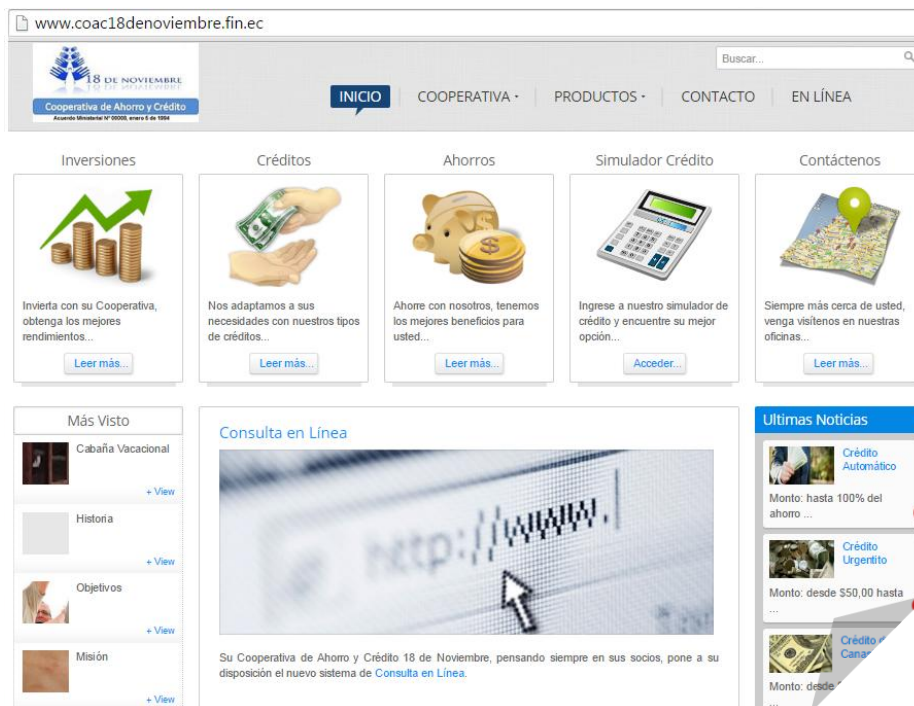 www.coac18denoviembre.fin.ec
18 DE NOVIEMBRE
Cooperativa de Ahorro y Crédito
Buscar...
INICIO
COOPERATIVA
PRODUCTOS
CONTACTO
EN LÍNEA
Inversiones
Invierta con su Cooperativa,
obtenga los mejores
rendimientos...
Leer más...
Créditos
Nos adaptamos a sus
necesidades con nuestros tipos
de créditos...
Leer más...
Ahorros
Ahorre con nosotros, tenemos
los mejores beneficios para
usted...
Leer más...
Simulador Crédito
Ingrese a nuestro simulador de
crédito y encuentre su mejor
opción...
Acceder...
Contáctenos
Siempre más cerca de usted,
venga visítenos en nuestras
oficinas...
Leer más...
Más Visto
Cabaña Vacacional
+ View
Historia
+ View
Objetivos
+ View
Misión
+ View
Consulta en Línea
http://www.
Su Cooperativa de Ahorro y Crédito 18 de Noviembre, pensando siempre en sus socios, pone a su
disposición el nuevo sistema de Consulta en Línea.
Ultimas Noticias
Crédito
Automático
Monto: hasta 100% del
ahorro ...
Crédito
Urgentito
Monto: desde $50,00 hasta
...
Crédito
Monto: desde
...